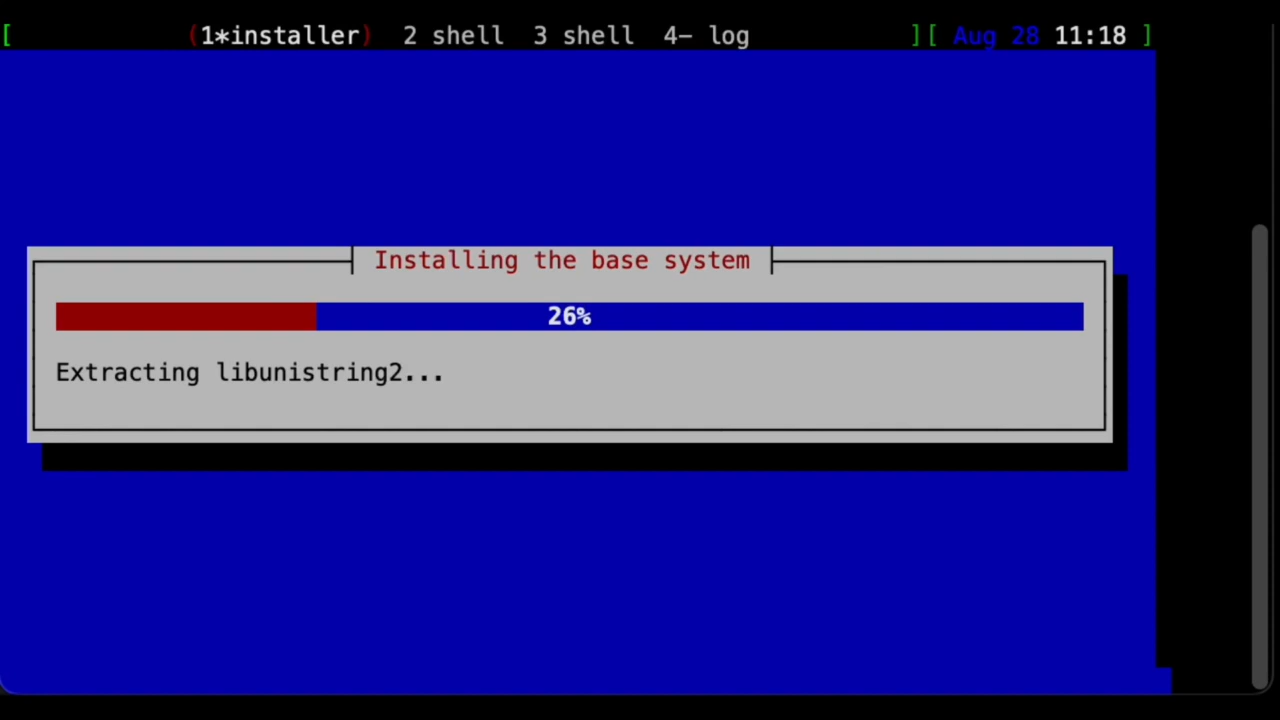 [ (1*installer) 2 shell 3 shell 4- log ][ Aug 28 11:18 ]
Installing the base system
26%
Extracting libunistring2...